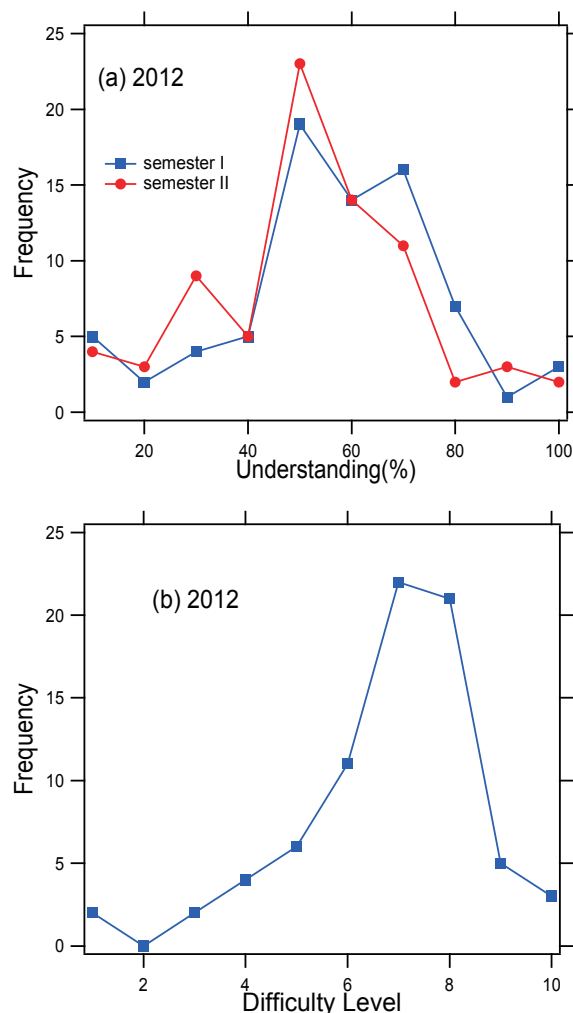 25
(a) 2012
20
semester I
semester II
15
Frequency
10
5
0
20 40 60 80 100
Understanding(%)
25
(b) 2012
20
15
Frequency
10
5
0
2 4 6 8 10
Difficulty Level